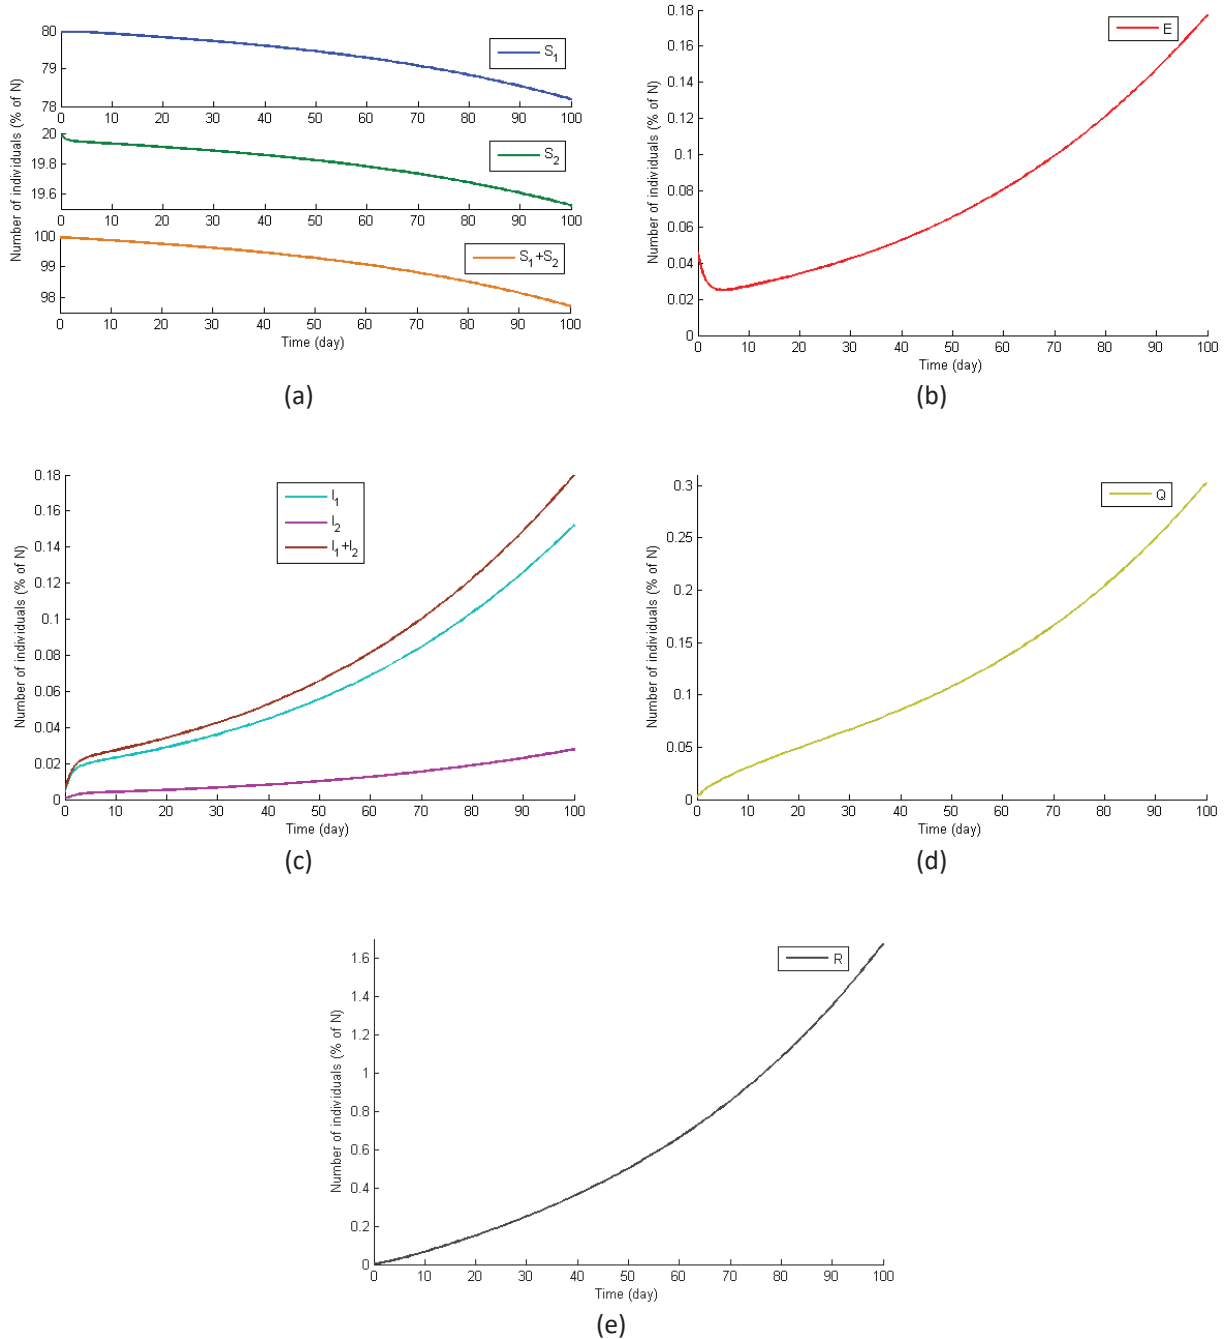 80
79
78
0 10 20 30 40 50 60 70 80 90 100
S1
20
19.8
19.6
0 10 20 30 40 50 60 70 80 90 100
S2
100
99
98
0 10 20 30 40 50 60 70 80 90 100
S1+S2
Number of individuals (% of N)
Time (day)
(a)
0.18
0.16
0.14
0.12
0.1
0.08
0.06
0.04
0.02
0
0 10 20 30 40 50 60 70 80 90 100
E
Number of individuals (% of N)
Time (day)
(b)
0.18
0.16
0.14
0.12
0.1
0.08
0.06
0.04
0.02
0
0 10 20 30 40 50 60 70 80 90 100
I1
I2
I1+I2
Number of individuals (% of N)
Time (day)
(c)
0.3
0.25
0.2
0.15
0.1
0.05
0
0 10 20 30 40 50 60 70 80 90 100
Q
Number of individuals (% of N)
Time (day)
(d)
1.6
1.4
1.2
1
0.8
0.6
0.4
0.2
0
0 10 20 30 40 50 60 70 80 90 100
R
Number of individuals (% of N)
Time (day)
(e)